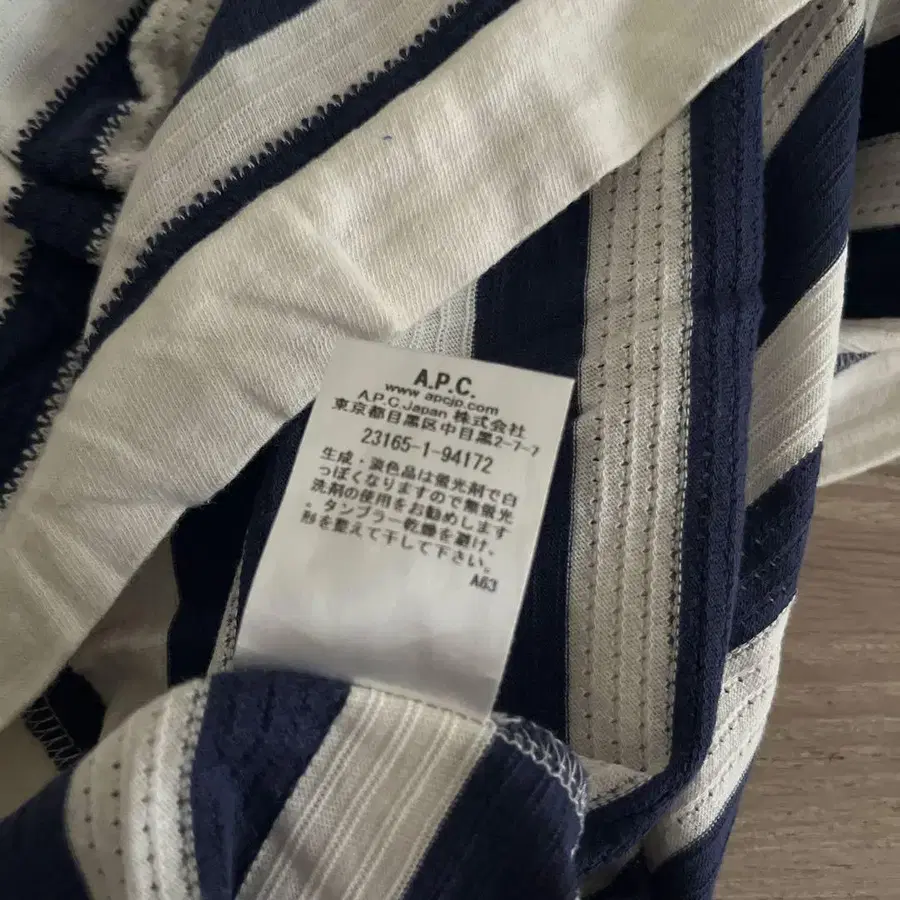 A.P.C.
www apcjp.com
A.P.C.Japan 株式会社
東京都目黒区中目黒2-7-7
23165-1-94172
生成・染色品は蛍光剤で白
っぽくなりますので無蛍光
洗剤の使用をお勧めします
。タンブラー乾燥を避け、
形を整えて干して下さい。
A63